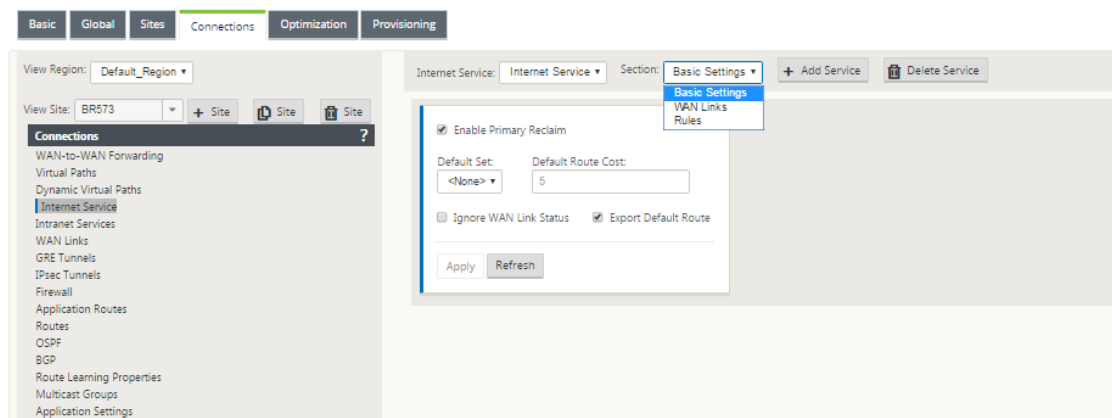 Basic Global Sites Connections Optimization Provisioning
View Region: Default_Region
View Site: BR573 + Site Site Site
Connections ?
WAN-to-WAN Forwarding
Virtual Paths
Dynamic Virtual Paths
Internet Service
Intranet Services
WAN Links
GRE Tunnels
IPsec Tunnels
Firewall
Application Routes
Routes
OSPF
BGP
Route Learning Properties
Multicast Groups
Application Settings
Internet Service: Internet Service Section: Basic Settings + Add Service Delete Service
Basic Settings
WAN Links
Rules
Enable Primary Reclaim
Default Set: Default Route Cost:
<None> 5
Ignore WAN Link Status Export Default Route
Apply Refresh